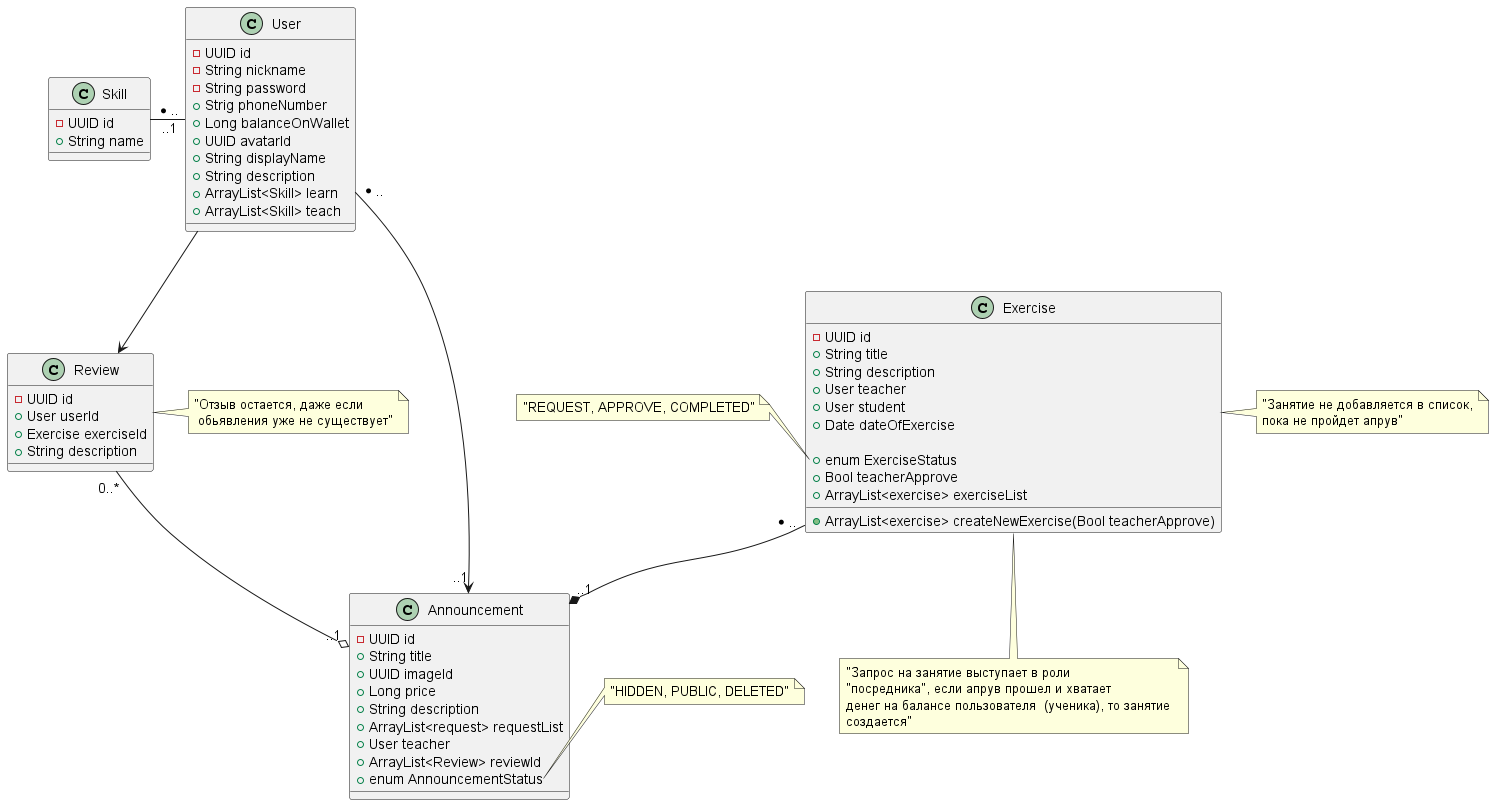 C User
UUID id
String nickname
String password
Strig phoneNumber
Long balanceOnWallet
UUID avatarId
String displayName
String description
ArrayList<Skill> learn
ArrayList<Skill> teach
C Skill
UUID id
String name
• ..
..1
• ..
..1
C Review
UUID id
User userId
Exercise exerciseId
String description
"Отзыв остается, даже если
обьявления уже не существует"
0..*
..1
"REQUEST, APPROVE, COMPLETED"
C Exercise
UUID id
String title
String description
User teacher
User student
Date dateOfExercise
enum ExerciseStatus
Bool teacherApprove
ArrayList<exercise> exerciseList
ArrayList<exercise> createNewExercise(Bool teacherApprove)
"Занятие не добавляется в список,
пока не пройдет апрув"
• ..
..1
C Announcement
UUID id
String title
UUID imageId
Long price
String description
ArrayList<request> requestList
User teacher
ArrayList<Review> reviewId
enum AnnouncementStatus
"HIDDEN, PUBLIC, DELETED"
"Запрос на занятие выступает в роли
"посредника", если апрув прошел и хватает
денег на балансе пользователя (ученика), то занятие
создается"